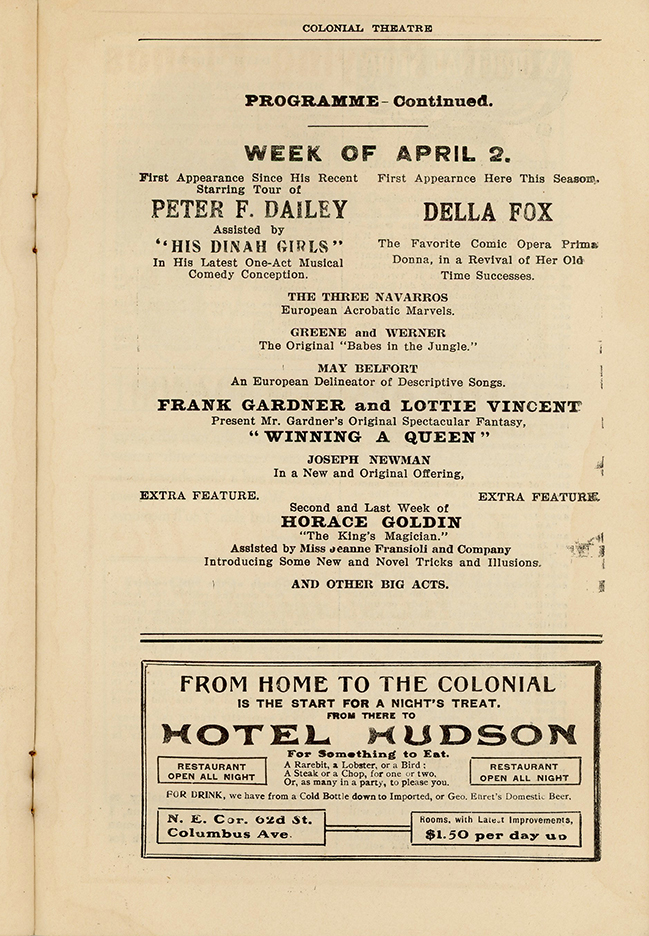 COLONIAL THEATRE
PROGRAMME - Continued.
WEEK OF APRIL 2.
First Appearance Since His Recent
Starring Tour of
PETER F. DAILEY
Assisted by
"HIS DINAH GIRLS"
In His Latest One-Act Musical
Comedy Conception.
First Appearnce Here This Season.
DELLA FOX
The Favorite Comic Opera Prima
Donna, in a Revival of Her Old
Time Successes.
THE THREE NAVARROS
European Acrobatic Marvels.
GREENE and WERNER
The Original "Babes in the Jungle."
MAY BELFORT
An European Delineator of Descriptive Songs.
FRANK GARDNER and LOTTIE VINCENT
Present Mr. Gardner's Original Spectacular Fantasy,
"WINNING A QUEEN"
JOSEPH NEWMAN
In a New and Original Offering,
EXTRA FEATURE. EXTRA FEATURE.
Second and Last Week of
HORACE GOLDIN
"The King's Magician."
Assisted by Miss Jeanne Fransioli and Company
Introducing Some New and Novel Tricks and Illusions.
AND OTHER BIG ACTS.
FROM HOME TO THE COLONIAL
IS THE START FOR A NIGHT'S TREAT.
FROM THERE TO
HOTEL HUDSON
For Something to Eat.
RESTAURANT
OPEN ALL NIGHT
A Rarebit, a Lobster, or a Bird;
A Steak or a Chop, for one or two,
Or, as many in a party, to please you.
RESTAURANT
OPEN ALL NIGHT
FOR DRINK, we have from a Cold Bottle down to Imported, or Geo. Ehret's Domestic Beer.
N. E. Cor. 62d St.
Columbus Ave.
Rooms, with Latest Improvements,
$1.50 per day up